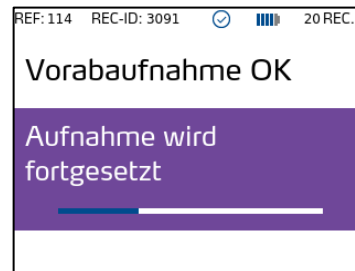 REF: 114 REC-ID: 3091 20 REC.
Vorabaufnahme OK
Aufnahme wird
fortgesetzt